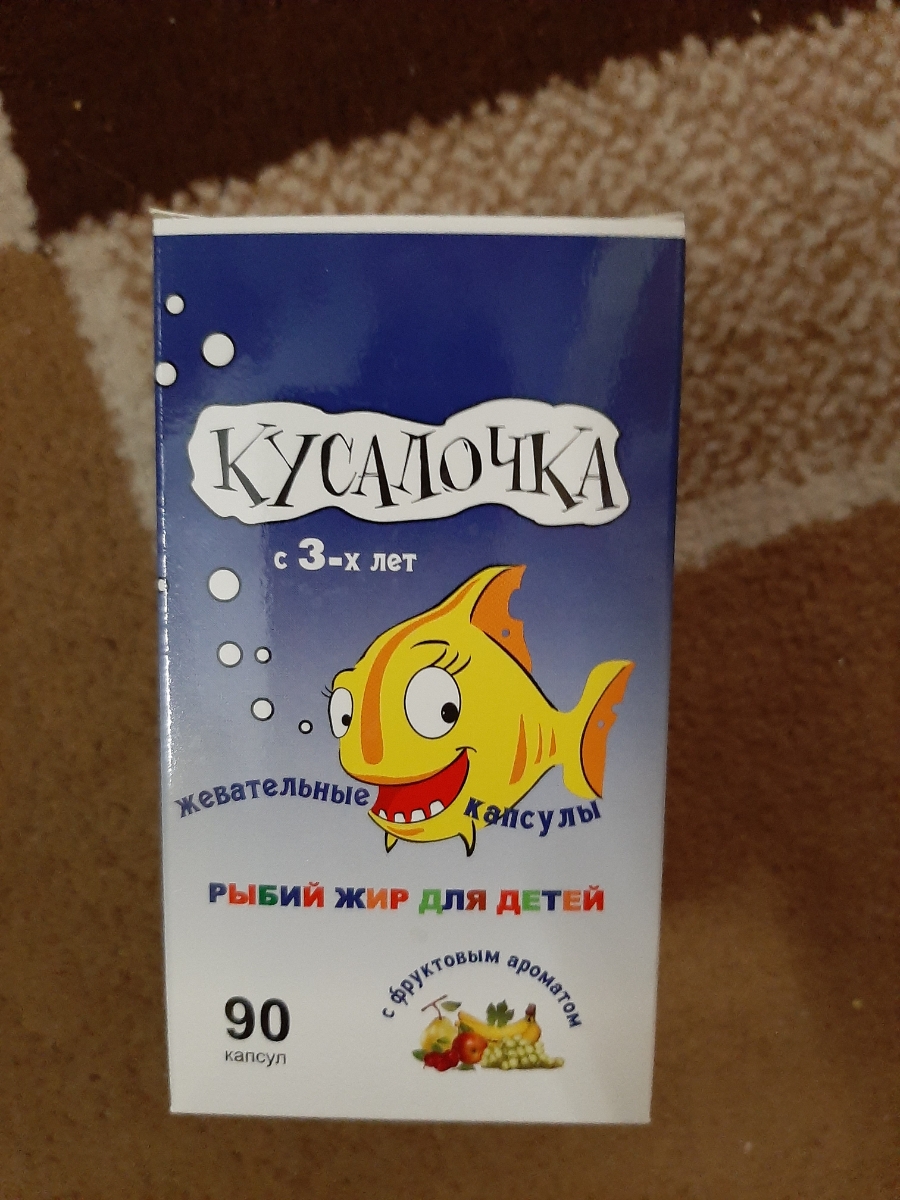 КУСАЛОЧКА
с 3-х лет
жевательные капсулы
РЫБИЙ ЖИР ДЛЯ ДЕТЕЙ
с фруктовым ароматом
90
капсул